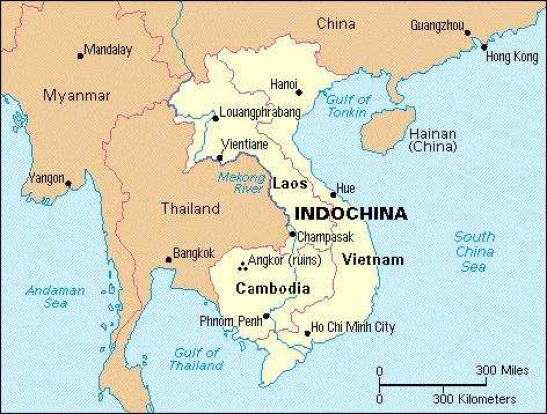 China
Guangzhou
Hong Kong
Mandalay
Myanmar
Hanoi
Gulf of
Tonkin
Louangphrabang
Hainan
(China)
Vientiane
Yangon
Mekong
River
Laos
Hue
Thailand
INDOCHINA
Champasak
South
China
Sea
Bangkok
Angkor (ruins)
Vietnam
Andaman
Sea
Cambodia
Phnom Penh
Ho Chi Minh City
Gulf of
Thailand
0 300 Miles
0 300 Kilometers